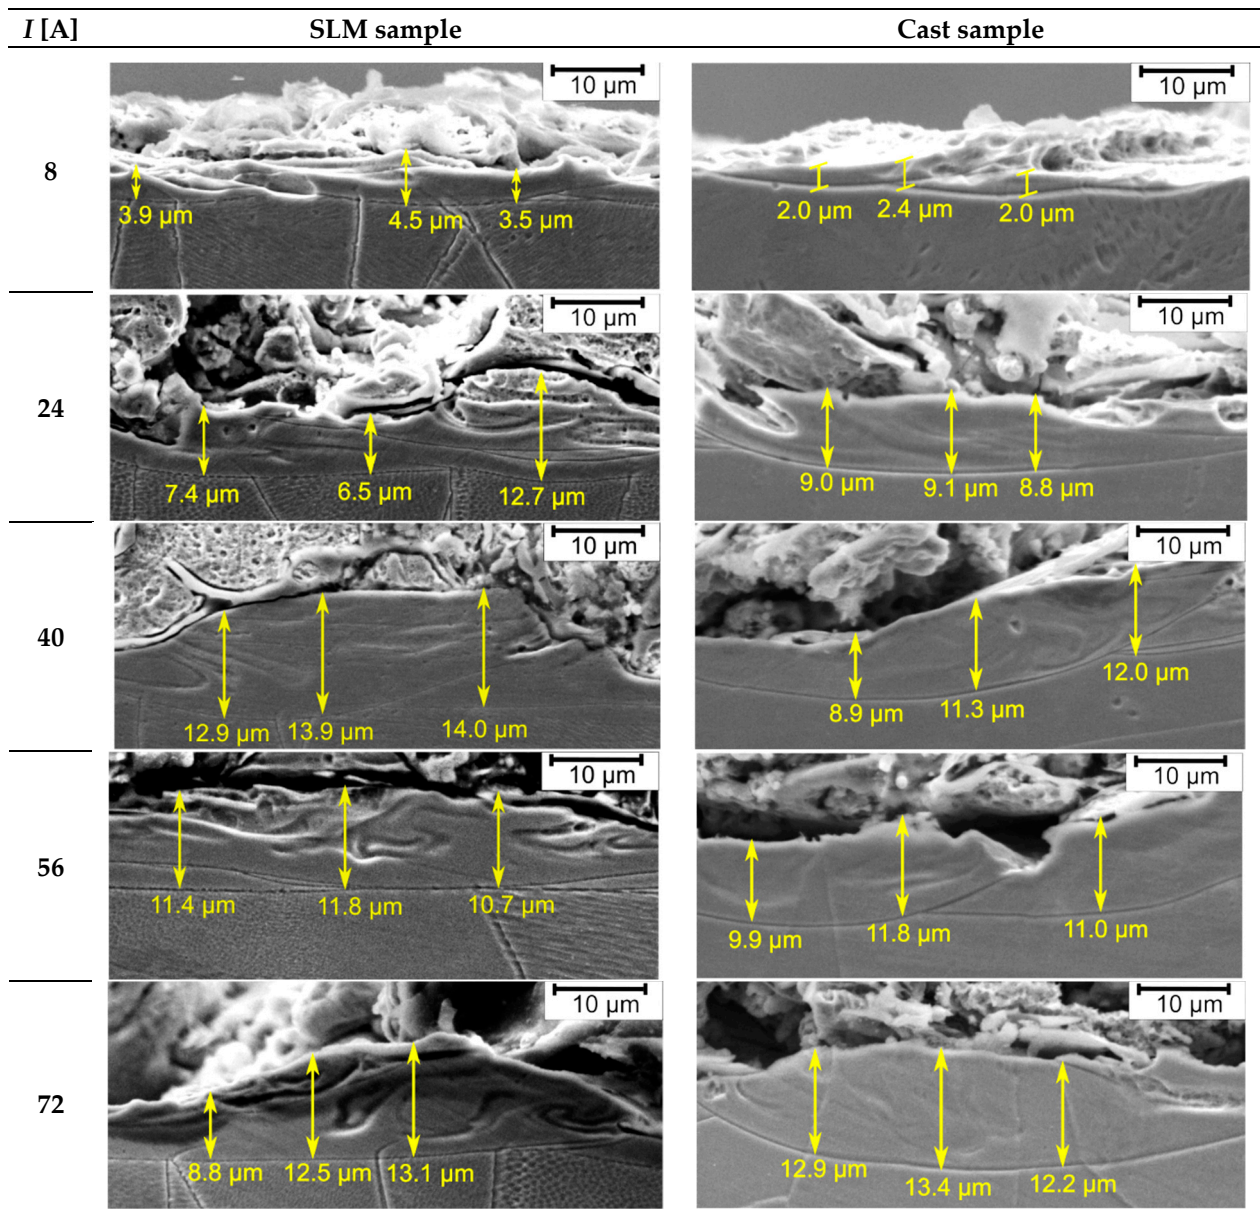 I [A] SLM sample Cast sample
10 µm 10 µm
8
3.9 µm 4.5 µm 3.5 µm 2.0 µm 2.4 µm 2.0 µm
10 µm 10 µm
24
7.4 µm 6.5 µm 12.7 µm 9.0 µm 9.1 µm 8.8 µm
10 µm 10 µm
40
12.9 µm 13.9 µm 14.0 µm 8.9 µm 11.3 µm 12.0 µm
10 µm 10 µm
56
11.4 µm 11.8 µm 10.7 µm 9.9 µm 11.8 µm 11.0 µm
10 µm 10 µm
72
8.8 µm 12.5 µm 13.1 µm 12.9 µm 13.4 µm 12.2 µm